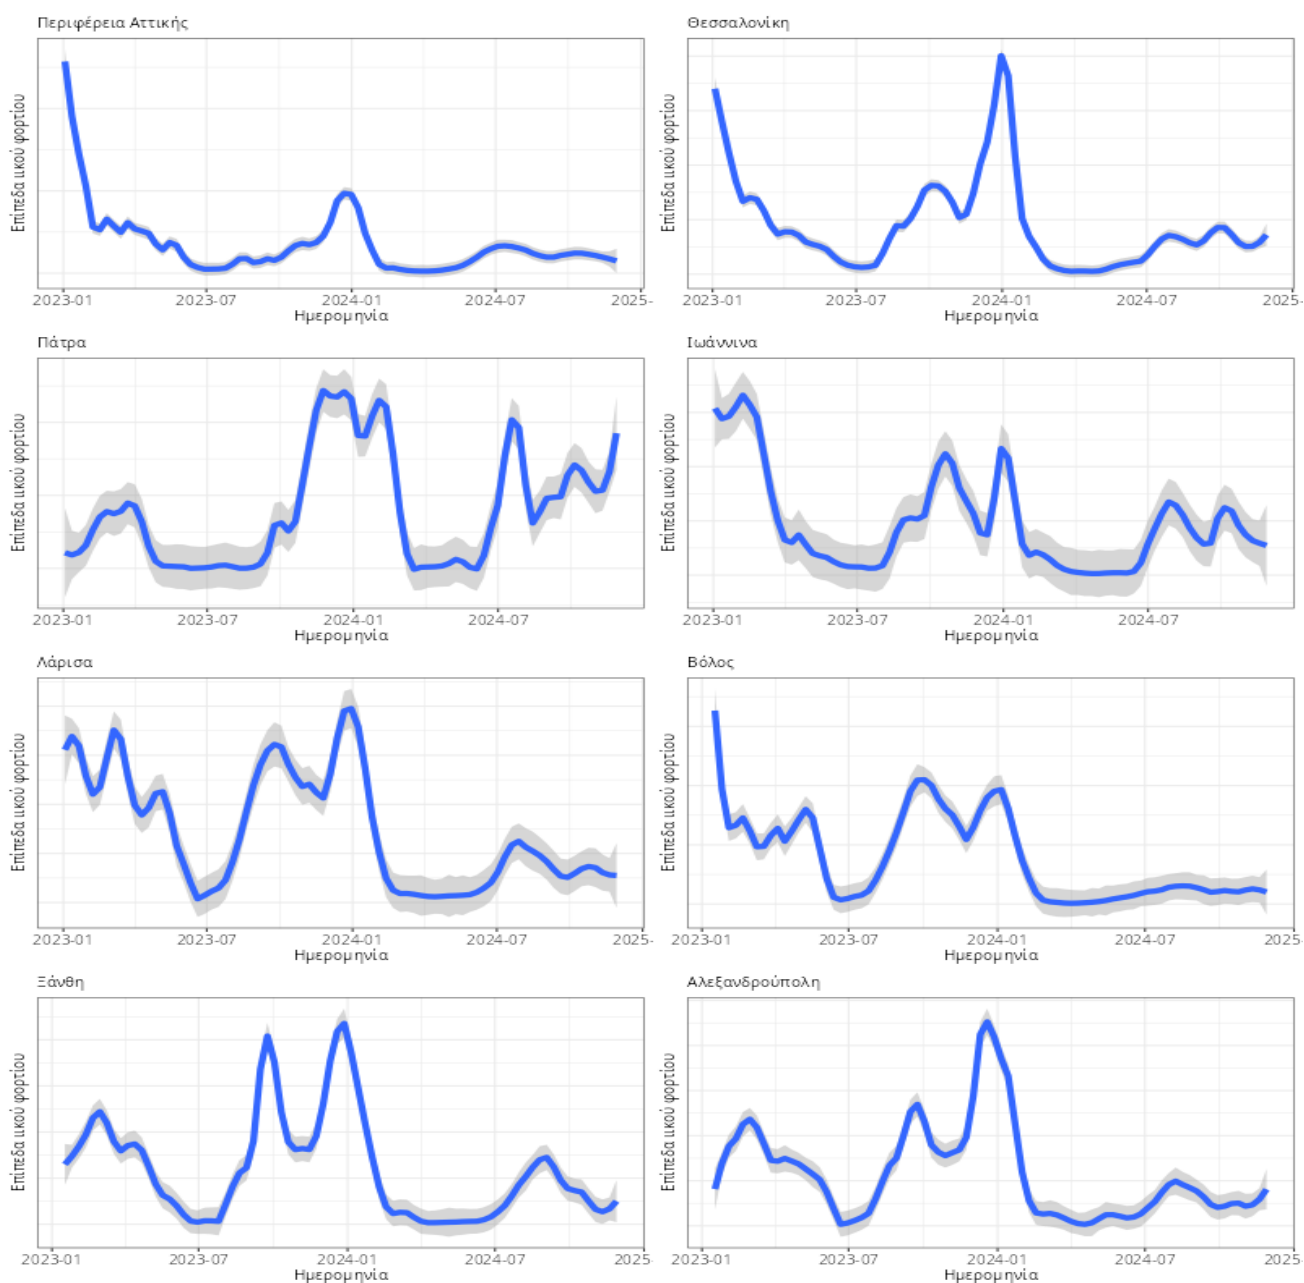 Περιφέρεια Αττικής
Επίπεδα ιικού φορτίου
2023-01 2023-07 2024-01 2024-07 2025-
Ημερομηνία
Θεσσαλονίκη
Επίπεδα ιικού φορτίου
2023-01 2023-07 2024-01 2024-07 2025-
Ημερομηνία
Πάτρα
Επίπεδα ιικού φορτίου
2023-01 2023-07 2024-01 2024-07
Ημερομηνία
Ιωάννινα
Επίπεδα ιικού φορτίου
2023-01 2023-07 2024-01 2024-07
Ημερομηνία
Λάρισα
Επίπεδα ιικού φορτίου
2023-01 2023-07 2024-01 2024-07 2025-
Ημερομηνία
Βόλος
Επίπεδα ιικού φορτίου
2023-01 2023-07 2024-01 2024-07 2025-
Ημερομηνία
Ξάνθη
Επίπεδα ιικού φορτίου
2023-01 2023-07 2024-01 2024-07 2025-
Ημερομηνία
Αλεξανδρούπολη
Επίπεδα ιικού φορτίου
2023-01 2023-07 2024-01 2024-07 2025-
Ημερομηνία